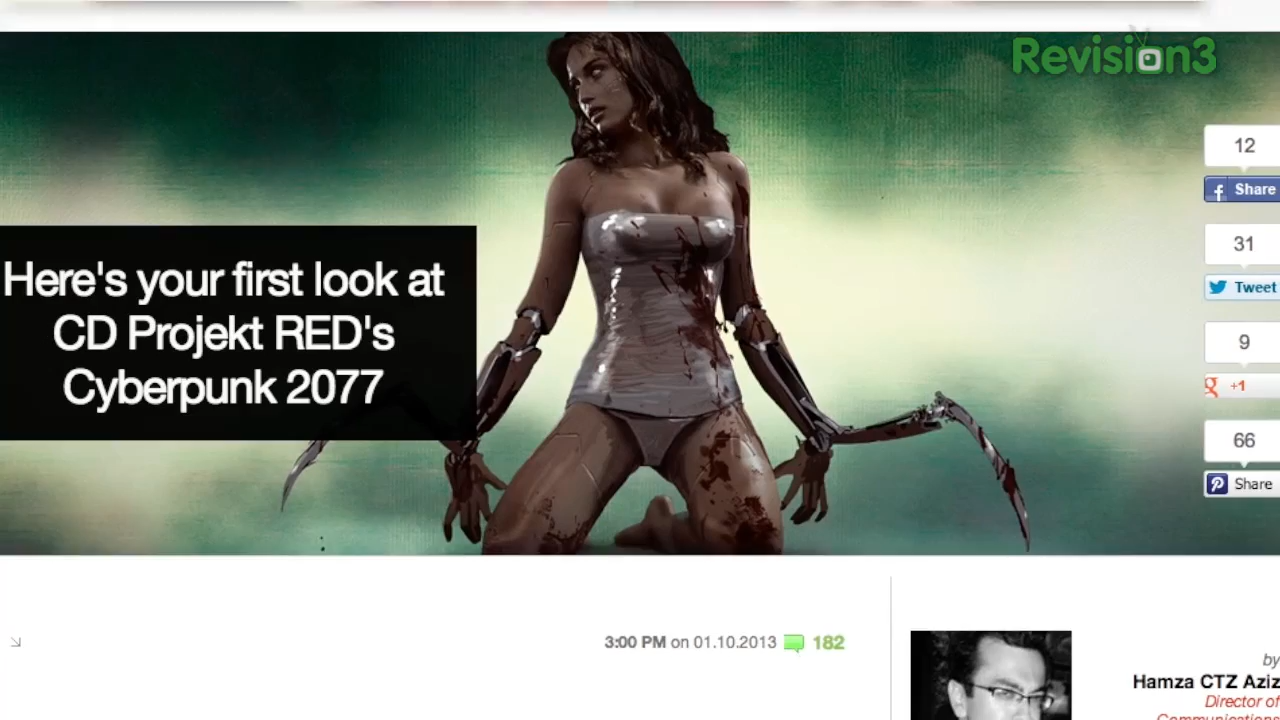 Revision3
12
Share
31
Tweet
9
+1
66
Share
Here's your first look at
CD Projekt RED's
Cyberpunk 2077
3:00 PM on 01.10.2013 182
by
Hamza CTZ Aziz
Director of
Communications